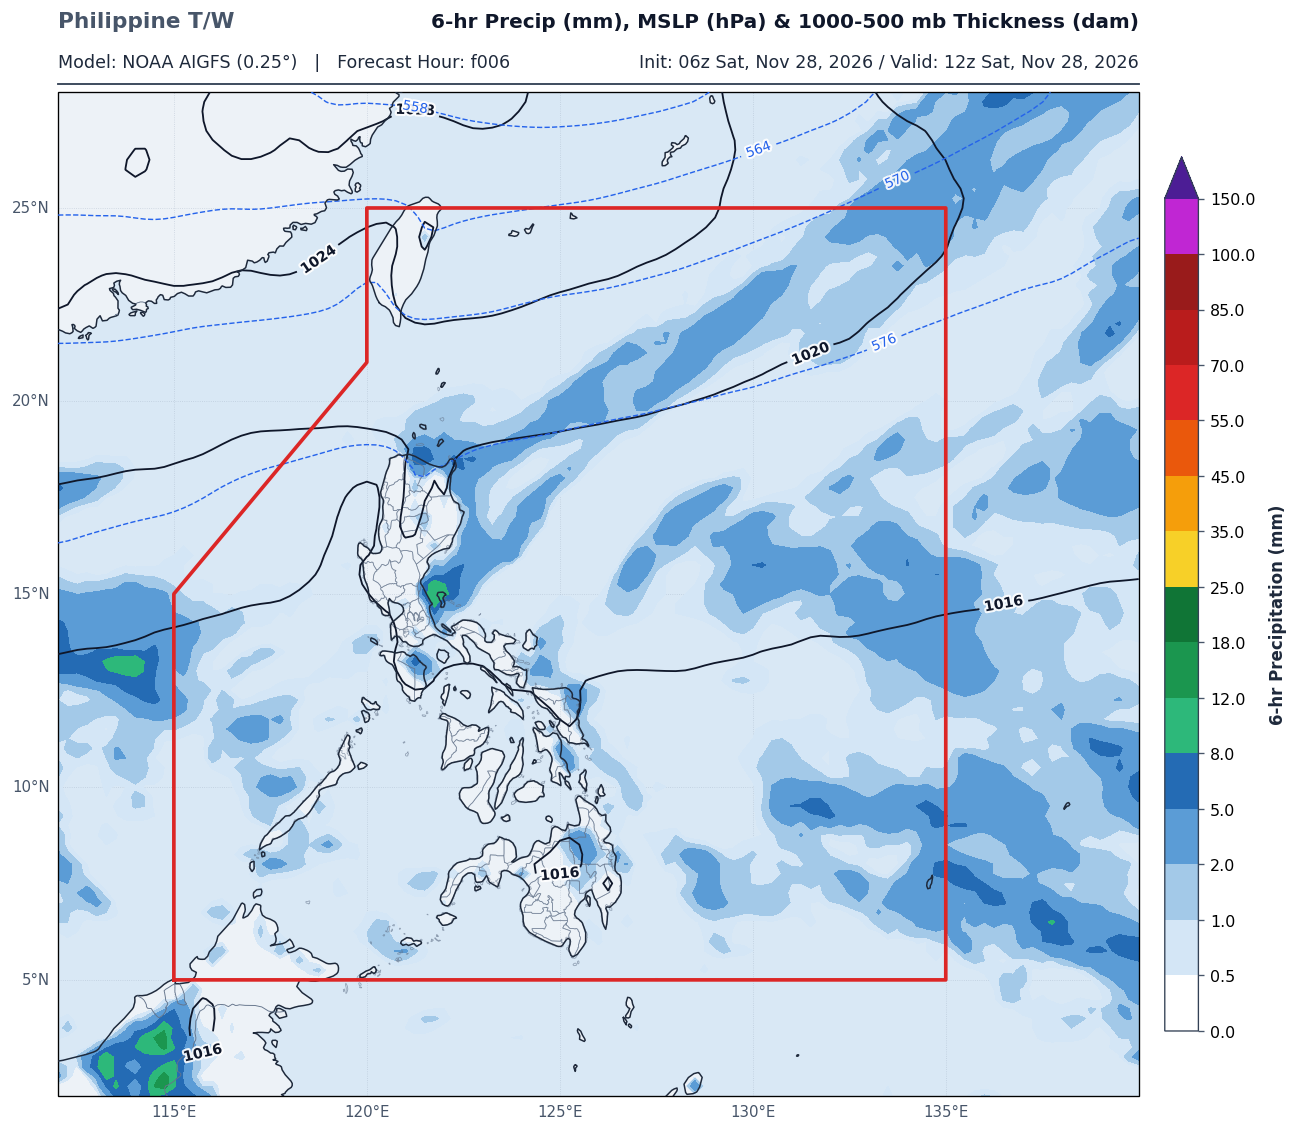 Philippine T/W
6-hr Precip (mm), MSLP (hPa) & 1000-500 mb Thickness (dam)
Model: NOAA AIGFS (0.25°) | Forecast Hour: f006
Init: 06z Sat, Nov 28, 2026 / Valid: 12z Sat, Nov 28, 2026
558
564
570
1024
1020
576
1016
1016
1016
25°N
20°N
15°N
10°N
5°N
115°E
120°E
125°E
130°E
135°E
150.0
100.0
85.0
70.0
55.0
45.0
35.0
25.0
18.0
12.0
8.0
5.0
2.0
1.0
0.5
0.0
6-hr Precipitation (mm)